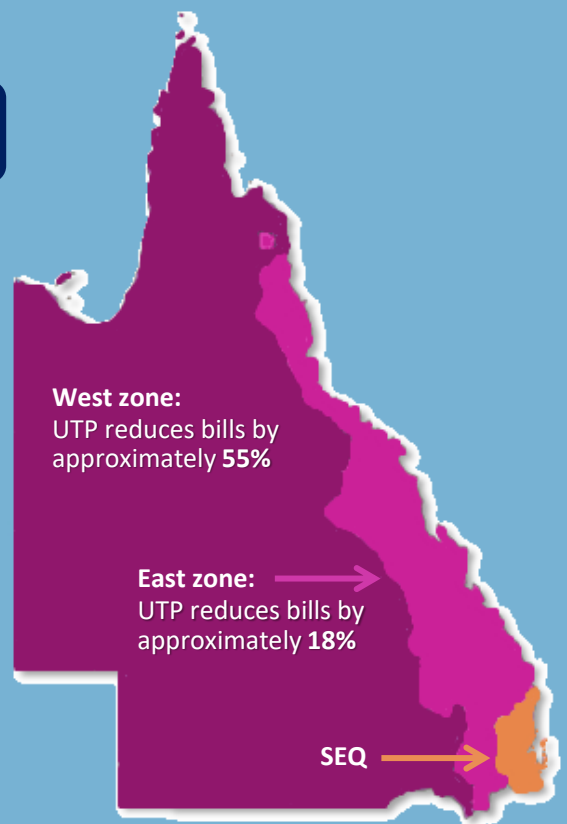 West zone:
UTP reduces bills by
approximately 55%
East zone:
UTP reduces bills by
approximately 18%
SEQ